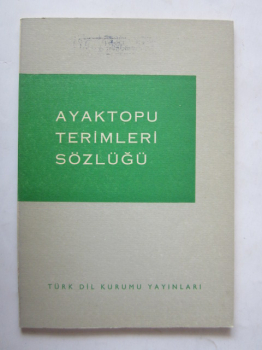 AYAKTOPU
TERİMLERİ
SÖZLÜĞÜ
TÜRK DİL KURUMU YAYINLARI